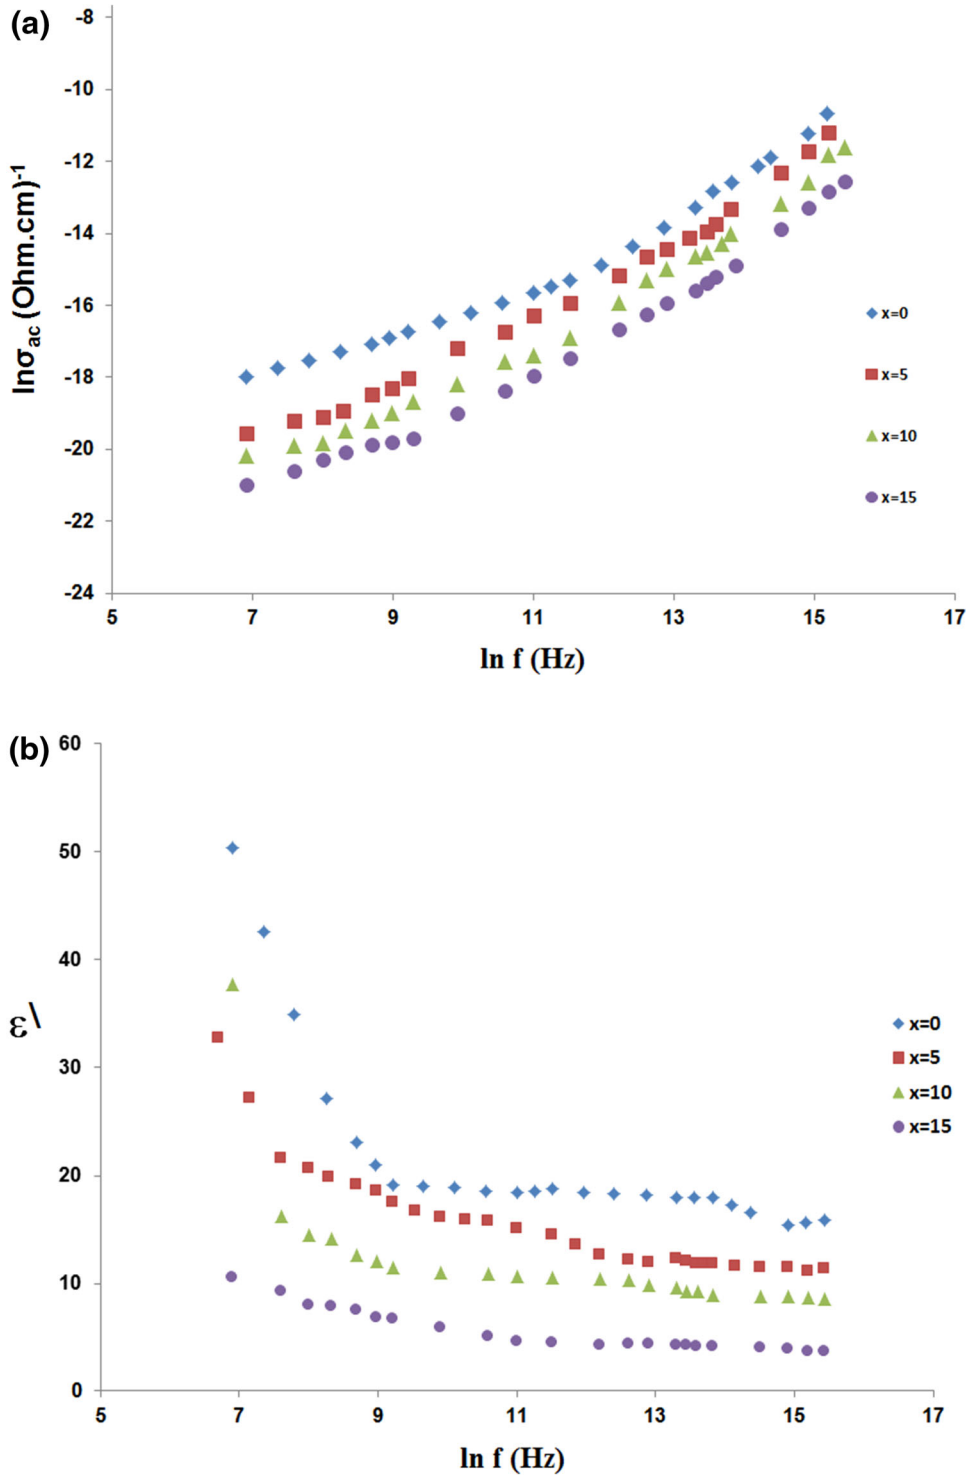 (a)
-8
-10
-12
-14
-16
-18
-20
-22
-24
lnσac (Ohm.cm)-1
5 7 9 11 13 15 17
ln f (Hz)
x=0
x=5
x=10
x=15
(b)
60
50
40
30
20
10
0
ε\
5 7 9 11 13 15 17
ln f (Hz)
x=0
x=5
x=10
x=15